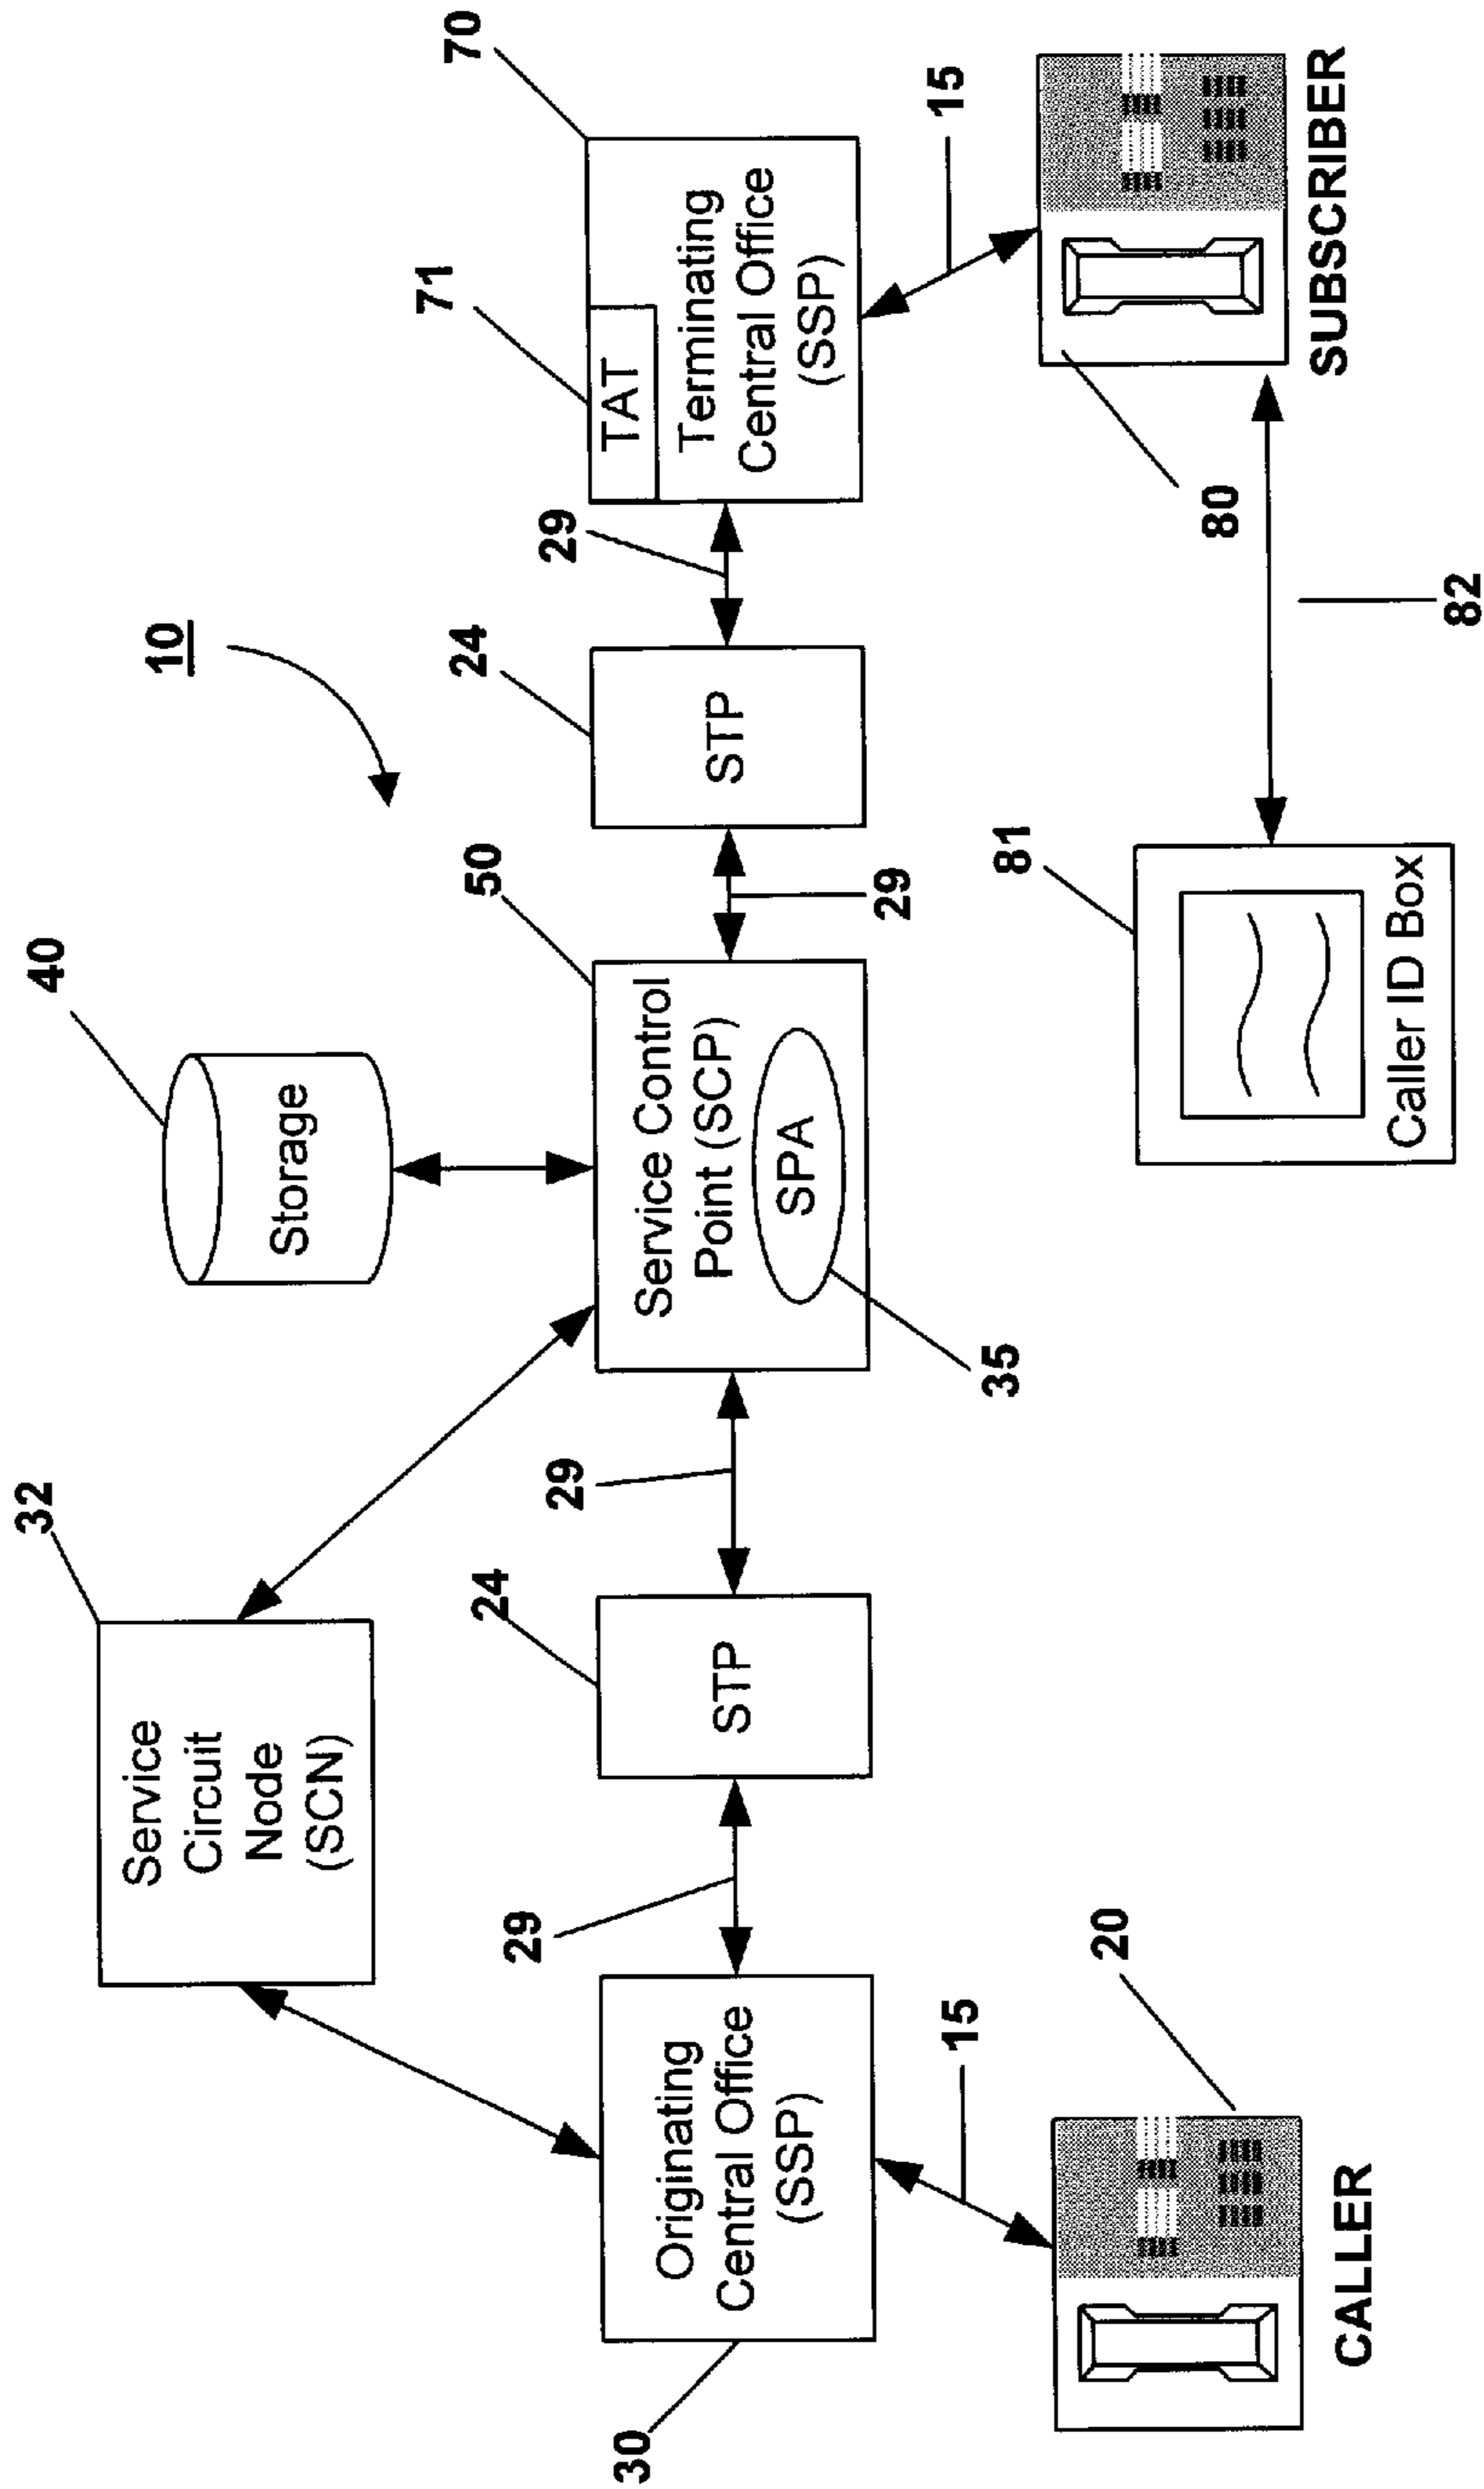 10
32
Service
Circuit
Node
(SCN)
40
Storage
30
Originating
Central Office
(SSP)
29
24
STP
29
50
Service Control
Point (SCP)
SPA
35
29
24
STP
29
70
71
TAT
Terminating
Central Office
(SSP)
15
20
CALLER
81
Caller ID Box
82
80
15
SUBSCRIBER